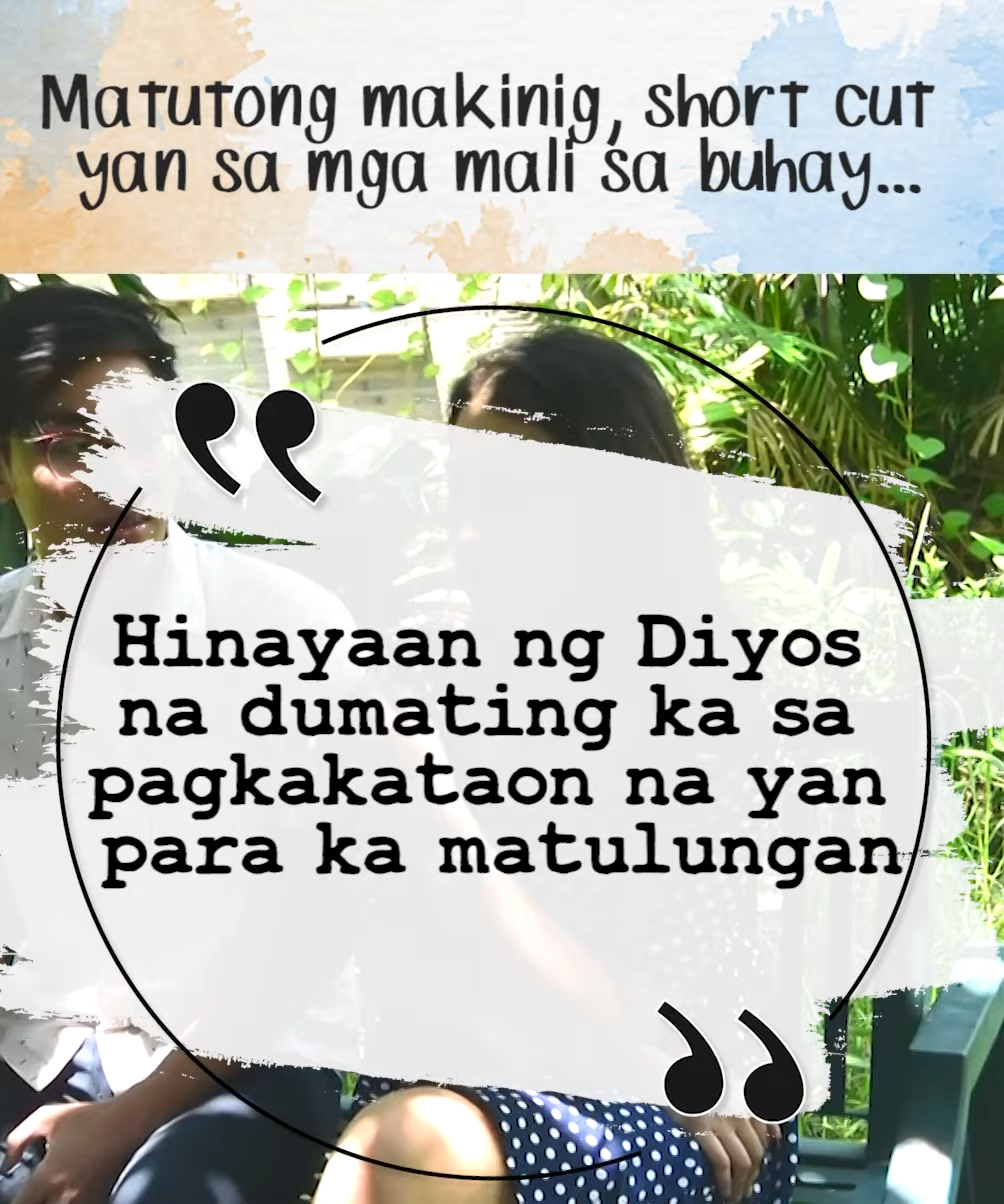 Matutong makinig, short cut
yan sa mga mali sa buhay...
Hinayaan ng Diyos
na dumating ka sa
pagkakataon na yan
para ka matulungan